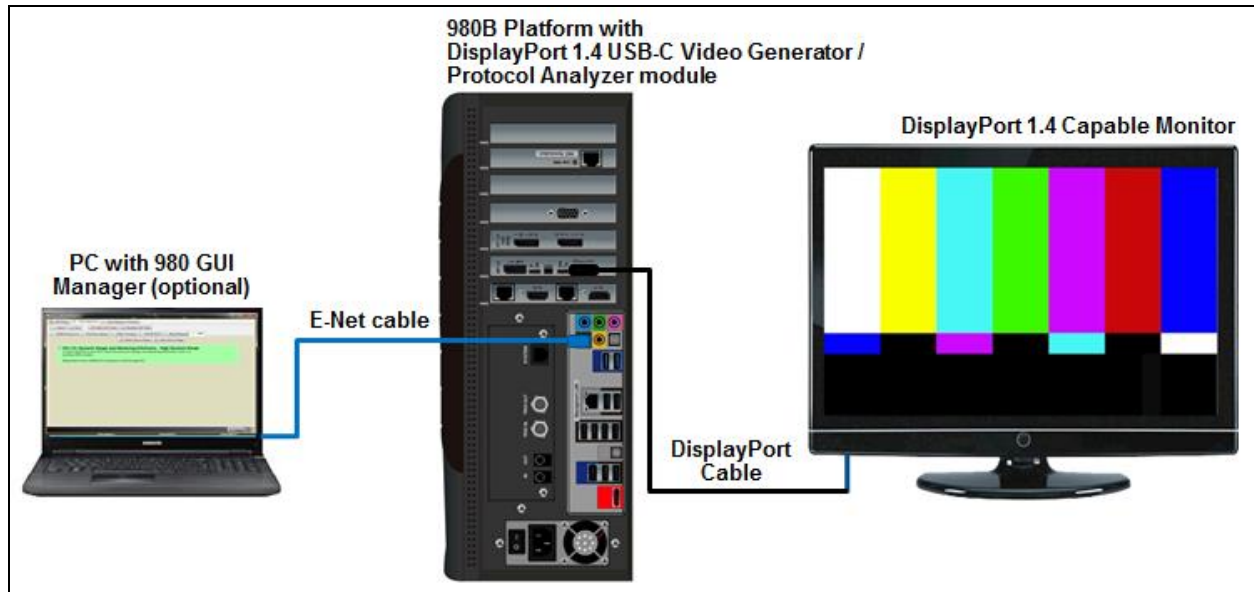 980B Platform with
DisplayPort 1.4 USB-C Video Generator /
Protocol Analyzer module
DisplayPort 1.4 Capable Monitor
PC with 980 GUI
Manager (optional)
E-Net cable
DisplayPort
Cable